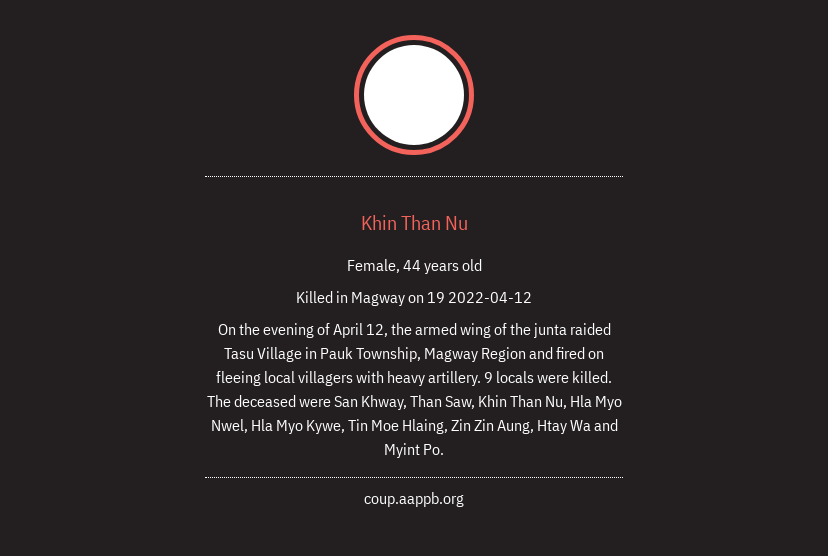 Khin Than Nu
Female, 44 years old
Killed in Magway on 19 2022-04-12
On the evening of April 12, the armed wing of the junta raided
Tasu Village in Pauk Township, Magway Region and fired on
fleeing local villagers with heavy artillery. 9 locals were killed.
The deceased were San Khway, Than Saw, Khin Than Nu, Hla Myo
Nwel, Hla Myo Kywe, Tin Moe Hlaing, Zin Zin Aung, Htay Wa and
Myint Po.
coup.aappb.org